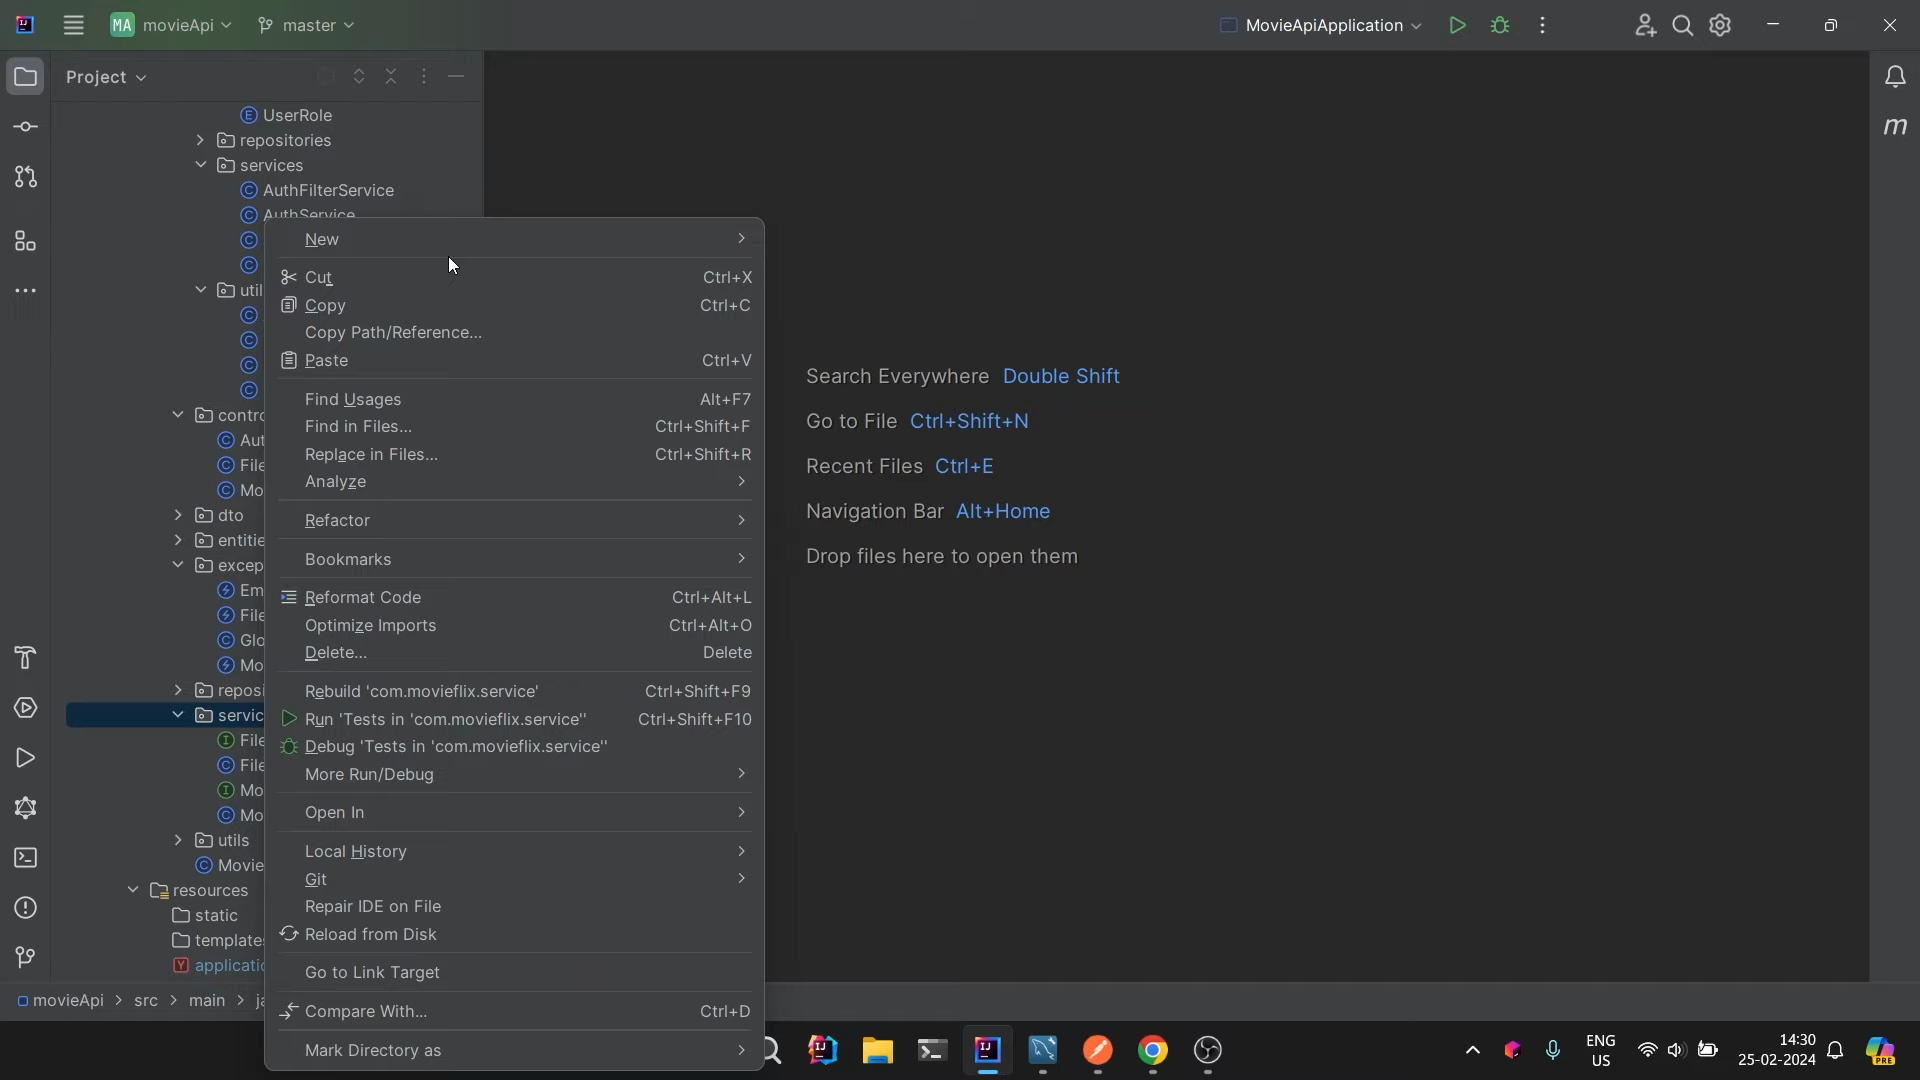 MA movieApi master MovieApiApplication
Project
UserRole
repositories
services
AuthFilterService
AuthService
util
contro
Aut
File
Mo
dto
entitie
excep
Em
File
Glo
Mo
reposi
servic
File
File
Mo
Mo
utils
Movie
resources
static
template
applicatio
New
Cut Ctrl+X
Copy Ctrl+C
Copy Path/Reference...
Paste Ctrl+V
Find Usages Alt+F7
Find in Files... Ctrl+Shift+F
Replace in Files... Ctrl+Shift+R
Analyze
Refactor
Bookmarks
Reformat Code Ctrl+Alt+L
Optimize Imports Ctrl+Alt+O
Delete... Delete
Rebuild 'com.movieflix.service' Ctrl+Shift+F9
Run 'Tests in 'com.movieflix.service'' Ctrl+Shift+F10
Debug 'Tests in 'com.movieflix.service''
More Run/Debug
Open In
Local History
Git
Repair IDE on File
Reload from Disk
Go to Link Target
Compare With... Ctrl+D
Mark Directory as
Search Everywhere Double Shift
Go to File Ctrl+Shift+N
Recent Files Ctrl+E
Navigation Bar Alt+Home
Drop files here to open them
m
movieApi > src > main > ja
ENG
US
14:30
25-02-2024
PRE